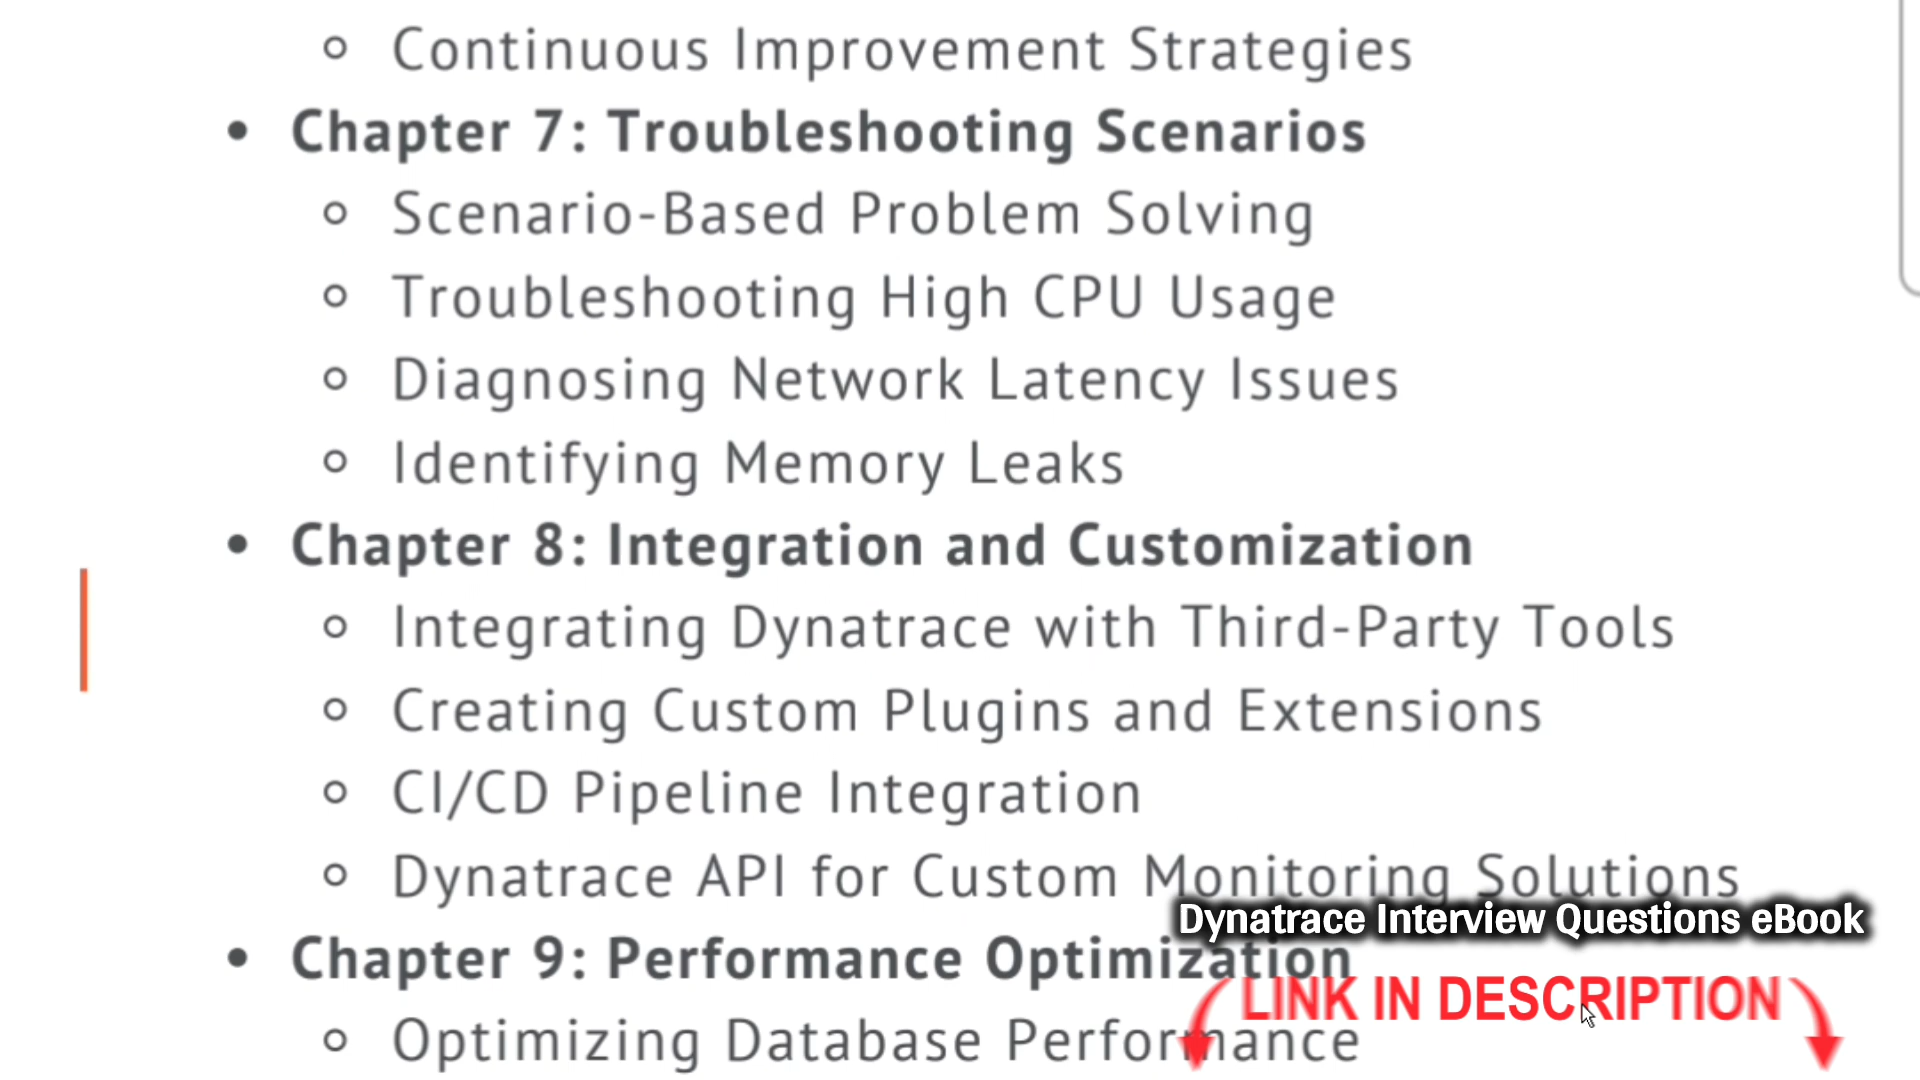 Continuous Improvement Strategies
Chapter 7: Troubleshooting Scenarios
Scenario-Based Problem Solving
Troubleshooting High CPU Usage
Diagnosing Network Latency Issues
Identifying Memory Leaks
Chapter 8: Integration and Customization
Integrating Dynatrace with Third-Party Tools
Creating Custom Plugins and Extensions
CI/CD Pipeline Integration
Dynatrace API for Custom Monitoring Solutions
Dynatrace Interview Questions eBook
Chapter 9: Performance Optimization
LINK IN DESCRIPTION
Optimizing Database Performance